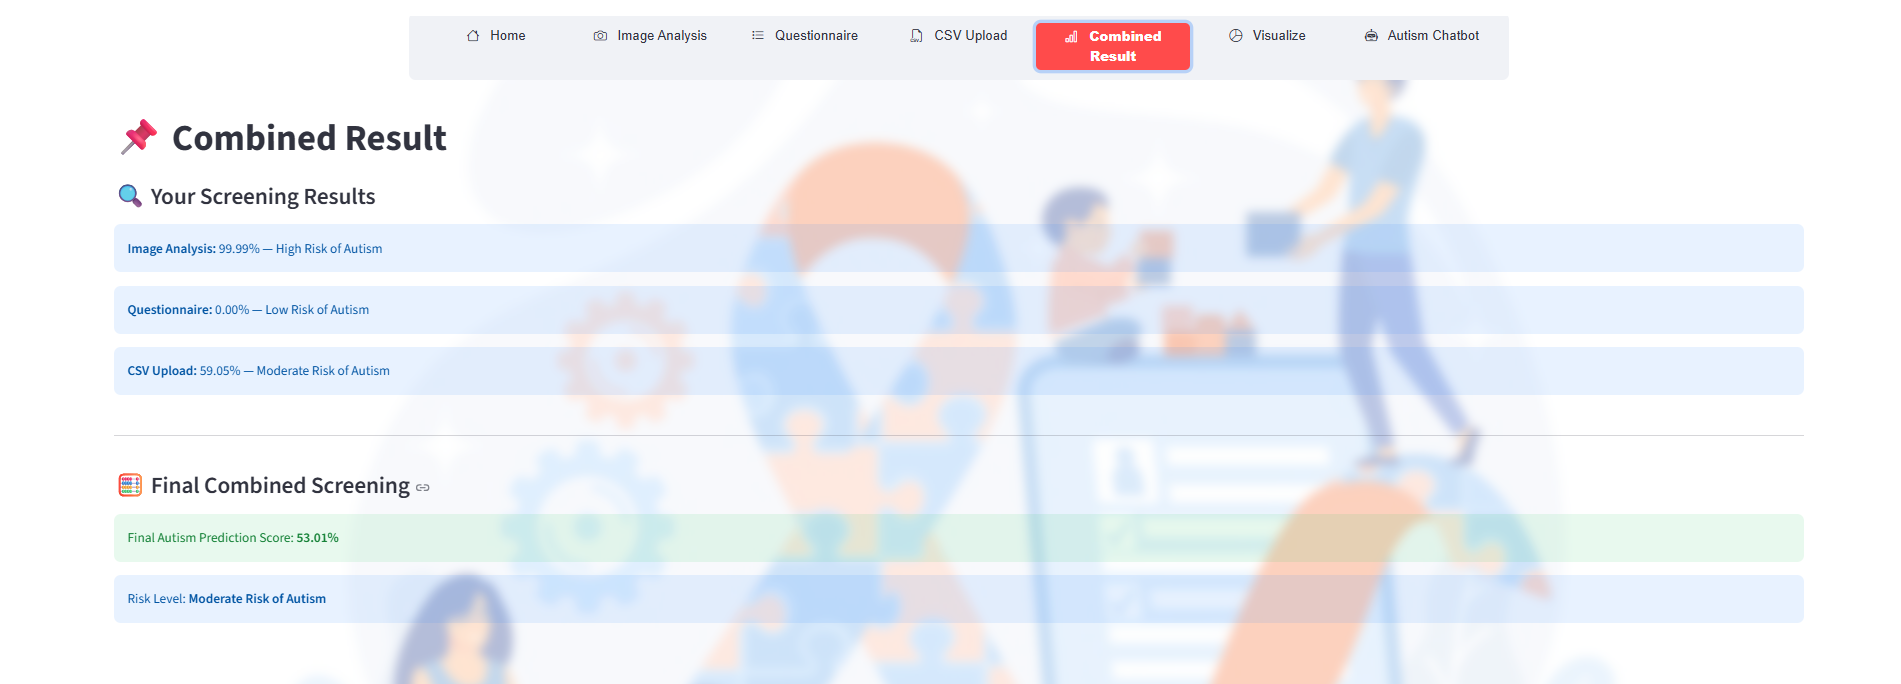 Home
Image Analysis
Questionnaire
CSV Upload
Combined
Result
Visualize
Autism Chatbot
Combined Result
Your Screening Results
Image Analysis: 99.99% — High Risk of Autism
Questionnaire: 0.00% — Low Risk of Autism
CSV Upload: 59.05% — Moderate Risk of Autism
Final Combined Screening
Final Autism Prediction Score: 53.01%
Risk Level: Moderate Risk of Autism